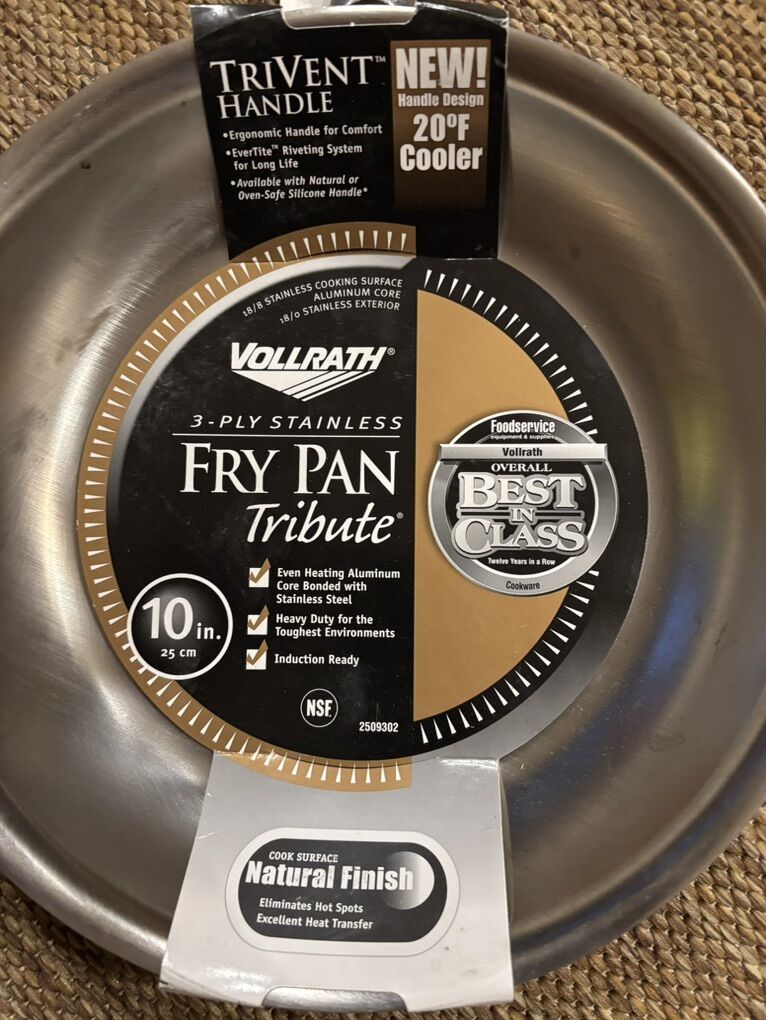 TRIVENT™
HANDLE
•Ergonomic Handle for Comfort
•EverTite™ Riveting System
for Long Life
•Available with Natural or
Oven-Safe Silicone Handle*
NEW!
Handle Design
20ºF
Cooler
18/8 STAINLESS COOKING SURFACE
ALUMINUM CORE
18/0 STAINLESS EXTERIOR
VOLLRATH®
3-PLY STAINLESS
FRY PAN
Tribute®
Even Heating Aluminum
Core Bonded with
Stainless Steel
Heavy Duty for the
Toughest Environments
Induction Ready
10 in.
25 cm
NSF
2509302
Foodservice
equipment & supplies
Vollrath
OVERALL
BEST
IN
CLASS
Twelve Years in a Row
Cookware
COOK SURFACE
Natural Finish
Eliminates Hot Spots
Excellent Heat Transfer